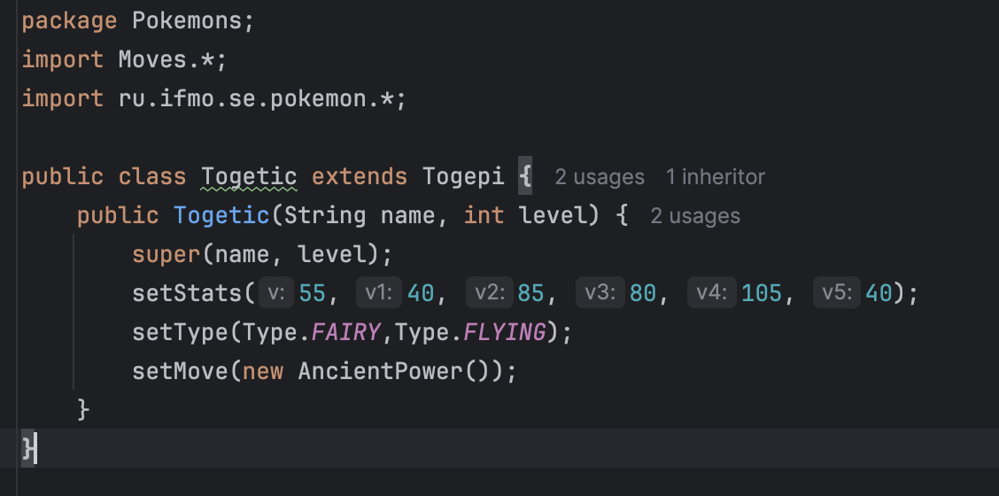 package Pokemons;
import Moves.*;
import ru.ifmo.se.pokemon.*;
public class Togetic extends Togepi { 2 usages 1 inheritor
public Togetic(String name, int level) { 2 usages
super(name, level);
setStats( v: 55, v1: 40, v2: 85, v3: 80, v4: 105, v5: 40);
setType(Type.FAIRY,Type.FLYING);
setMove(new AncientPower());
}
}